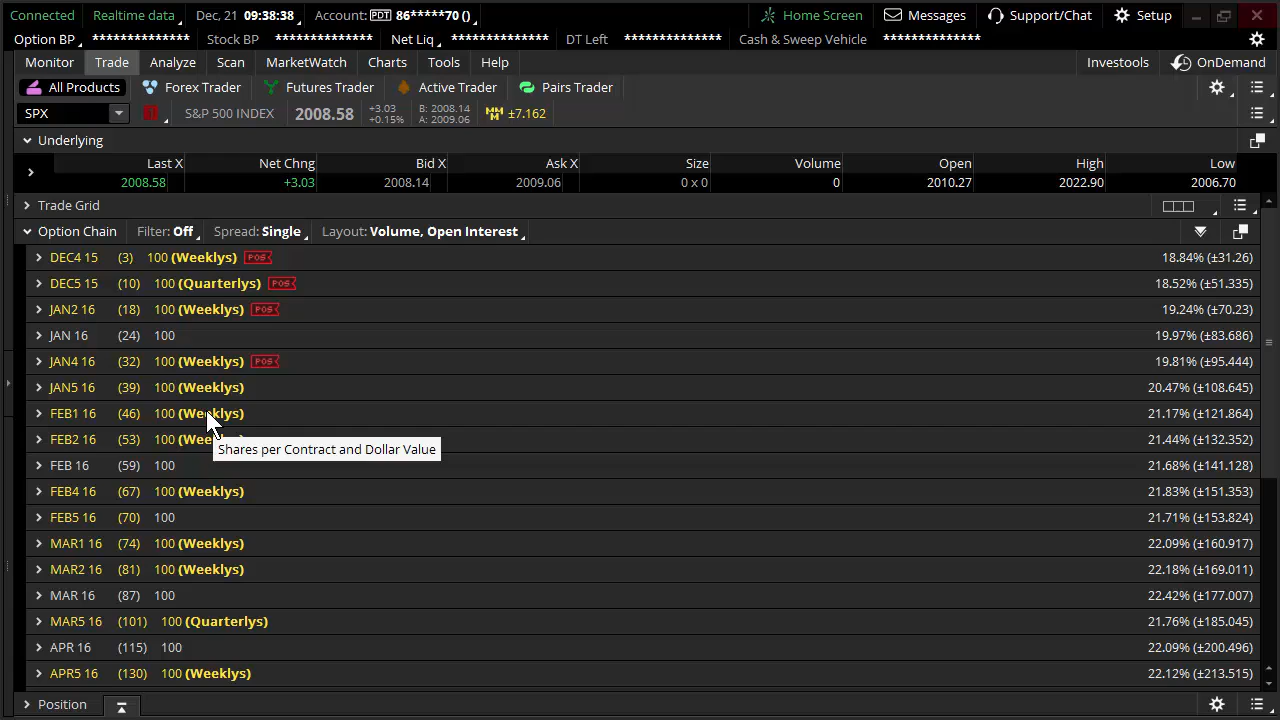 Connected Realtime data Dec, 21 09:38:38 Account: PDT 86*****70 () Home Screen Messages Support/Chat Setup
Option BP ************** Stock BP ************** Net Liq ************** DT Left ************** Cash & Sweep Vehicle **************
Monitor Trade Analyze Scan MarketWatch Charts Tools Help Investools OnDemand
All Products Forex Trader Futures Trader Active Trader Pairs Trader
SPX S&P 500 INDEX 2008.58 +3.03 +0.15% B: 2008.14 A: 2009.06 ±7.162
Underlying
Last X Net Chng Bid X Ask X Size Volume Open High Low
2008.58 +3.03 2008.14 2009.06 0 x 0 0 2010.27 2022.90 2006.70
Trade Grid
Option Chain Filter: Off Spread: Single Layout: Volume, Open Interest
DEC4 15 (3) 100 (Weeklys) POS 18.84% (±31.26)
DEC5 15 (10) 100 (Quarterlys) POS 18.52% (±51.335)
JAN2 16 (18) 100 (Weeklys) POS 19.24% (±70.23)
JAN 16 (24) 100 19.97% (±83.686)
JAN4 16 (32) 100 (Weeklys) POS 19.81% (±95.444)
JAN5 16 (39) 100 (Weeklys) 20.47% (±108.645)
FEB1 16 (46) 100 (Weeklys) 21.17% (±121.864)
FEB2 16 (53) 100 (Wee 21.44% (±132.352)
Shares per Contract and Dollar Value
FEB 16 (59) 100 21.68% (±141.128)
FEB4 16 (67) 100 (Weeklys) 21.83% (±151.353)
FEB5 16 (70) 100 21.71% (±153.824)
MAR1 16 (74) 100 (Weeklys) 22.09% (±160.917)
MAR2 16 (81) 100 (Weeklys) 22.18% (±169.011)
MAR 16 (87) 100 22.42% (±177.007)
MAR5 16 (101) 100 (Quarterlys) 21.76% (±185.045)
APR 16 (115) 100 22.09% (±200.496)
APR5 16 (130) 100 (Weeklys) 22.12% (±213.515)
Position